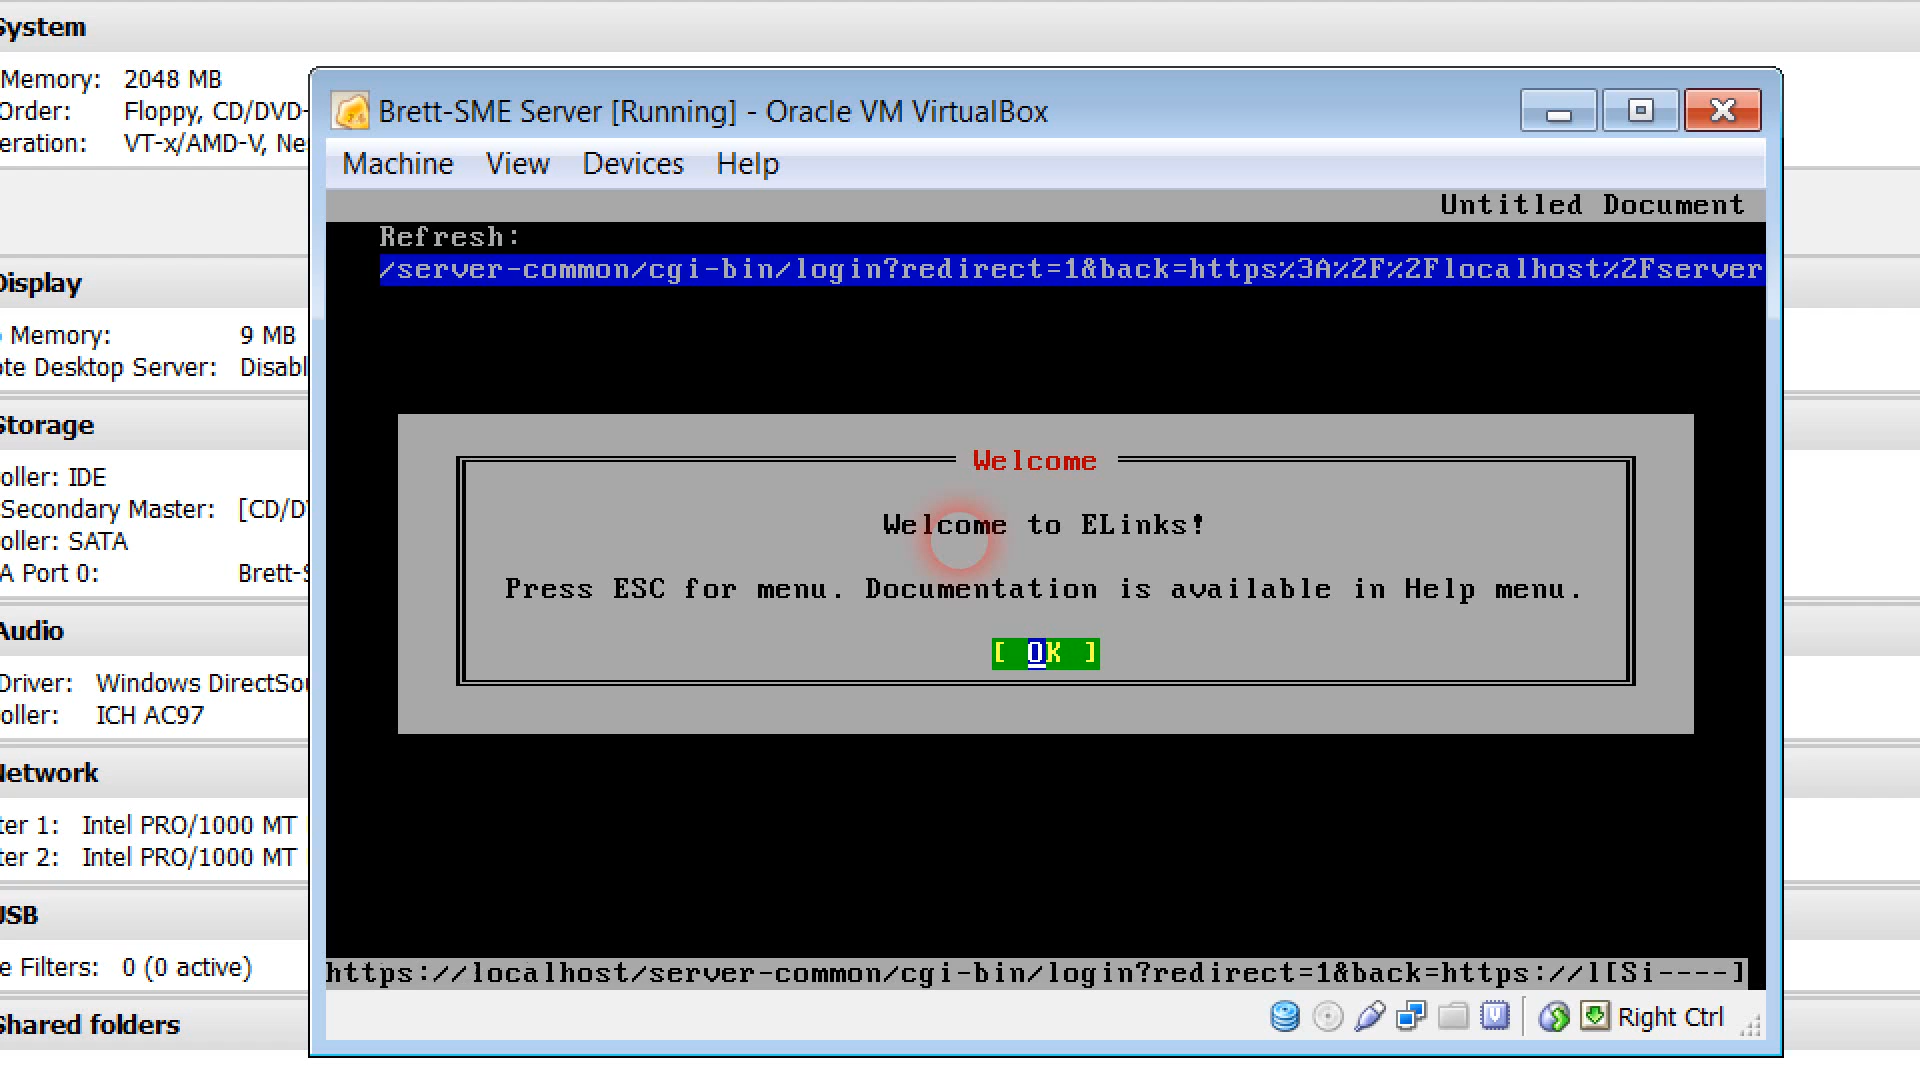 System
Memory: 2048 MB
Order: Floppy, CD/DVD-
eration: VT-x/AMD-V, Ne
Display
Memory: 9 MB
ote Desktop Server: Disabl
Storage
oller: IDE
Secondary Master: [CD/D
oller: SATA
A Port 0: Brett-S
Audio
Driver: Windows DirectSou
oller: ICH AC97
Network
ter 1: Intel PRO/1000 MT
ter 2: Intel PRO/1000 MT
USB
e Filters: 0 (0 active)
Shared folders
Brett-SME Server [Running] - Oracle VM VirtualBox
Machine View Devices Help
Untitled Document
Refresh:
/server-common/cgi-bin/login?redirect=1&back=https%3A%2F%2Flocalhost%2Fserver
Welcome
Welcome to ELinks!
Press ESC for menu. Documentation is available in Help menu.
[ OK ]
https://localhost/server-common/cgi-bin/login?redirect=1&back=https://l[Si----]
Right Ctrl